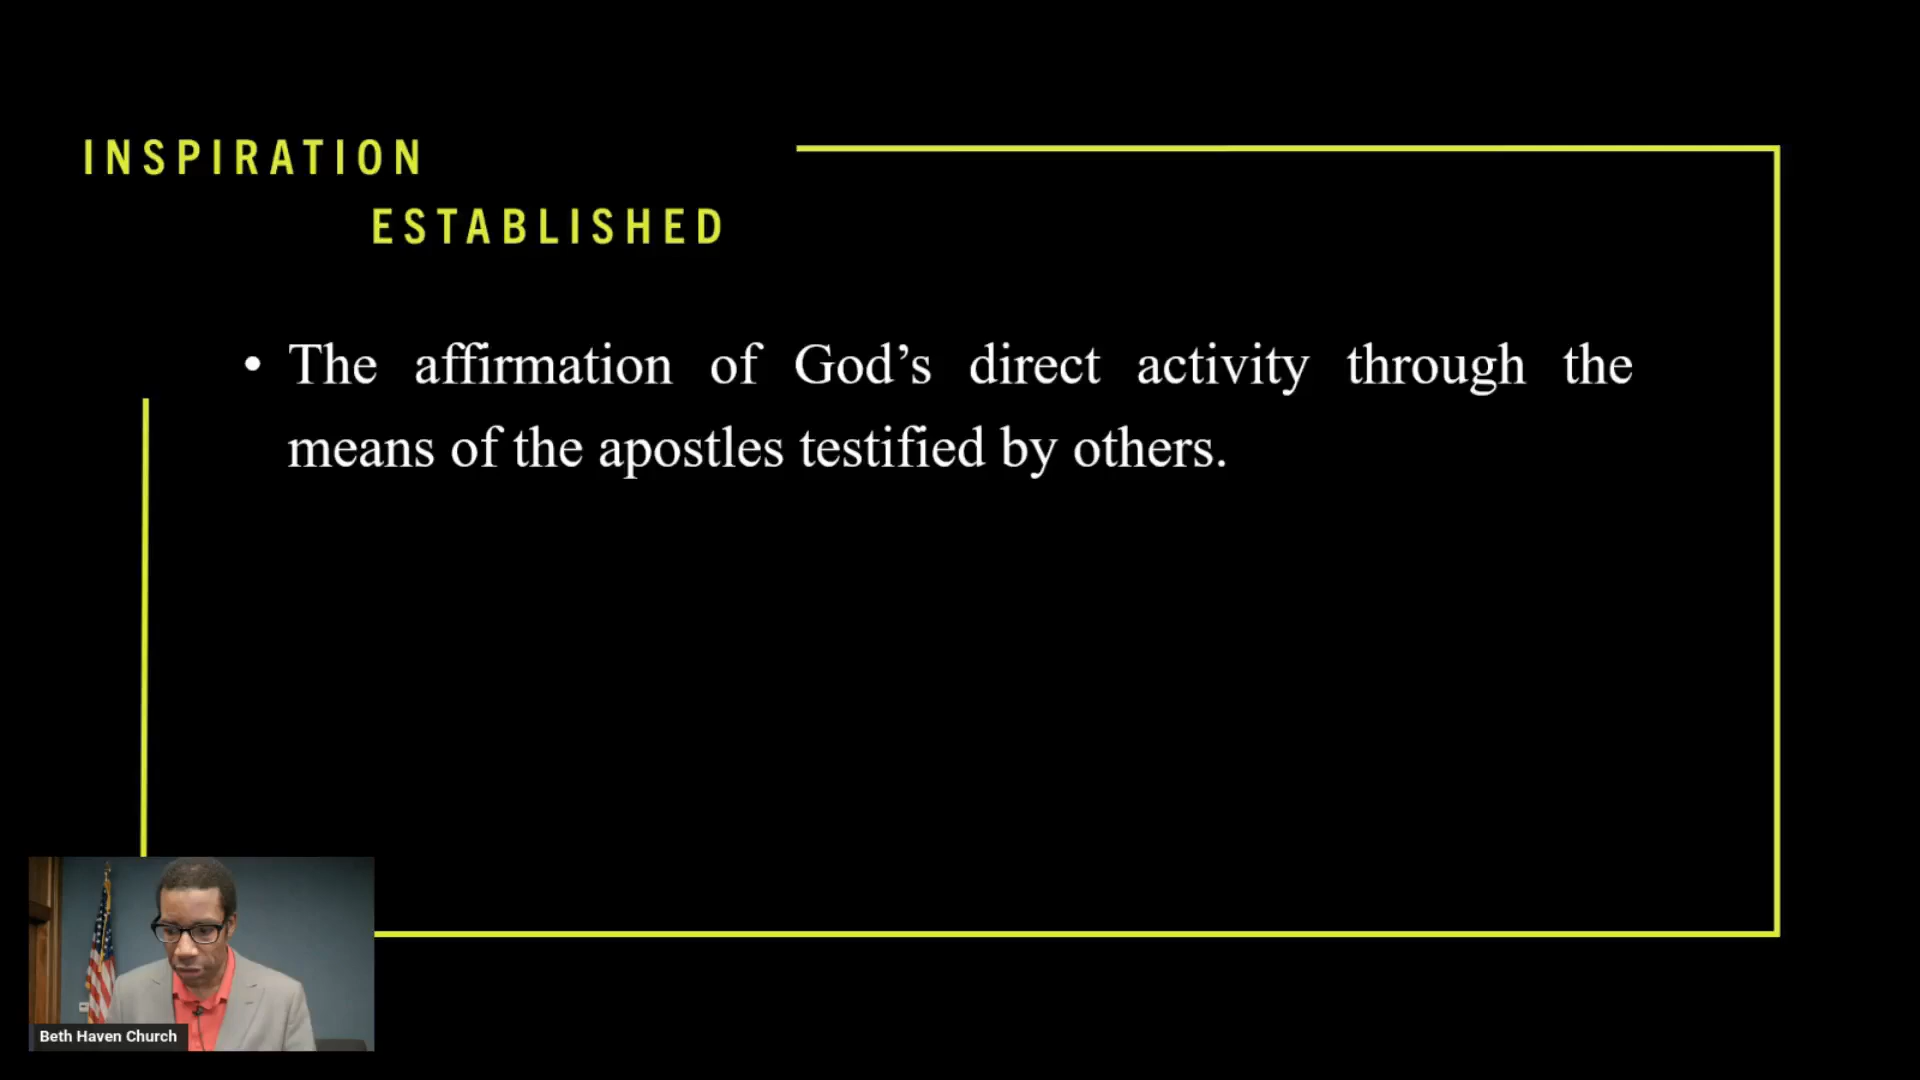 INSPIRATION
ESTABLISHED
• The affirmation of God’s direct activity through the
means of the apostles testified by others.
Beth Haven Church